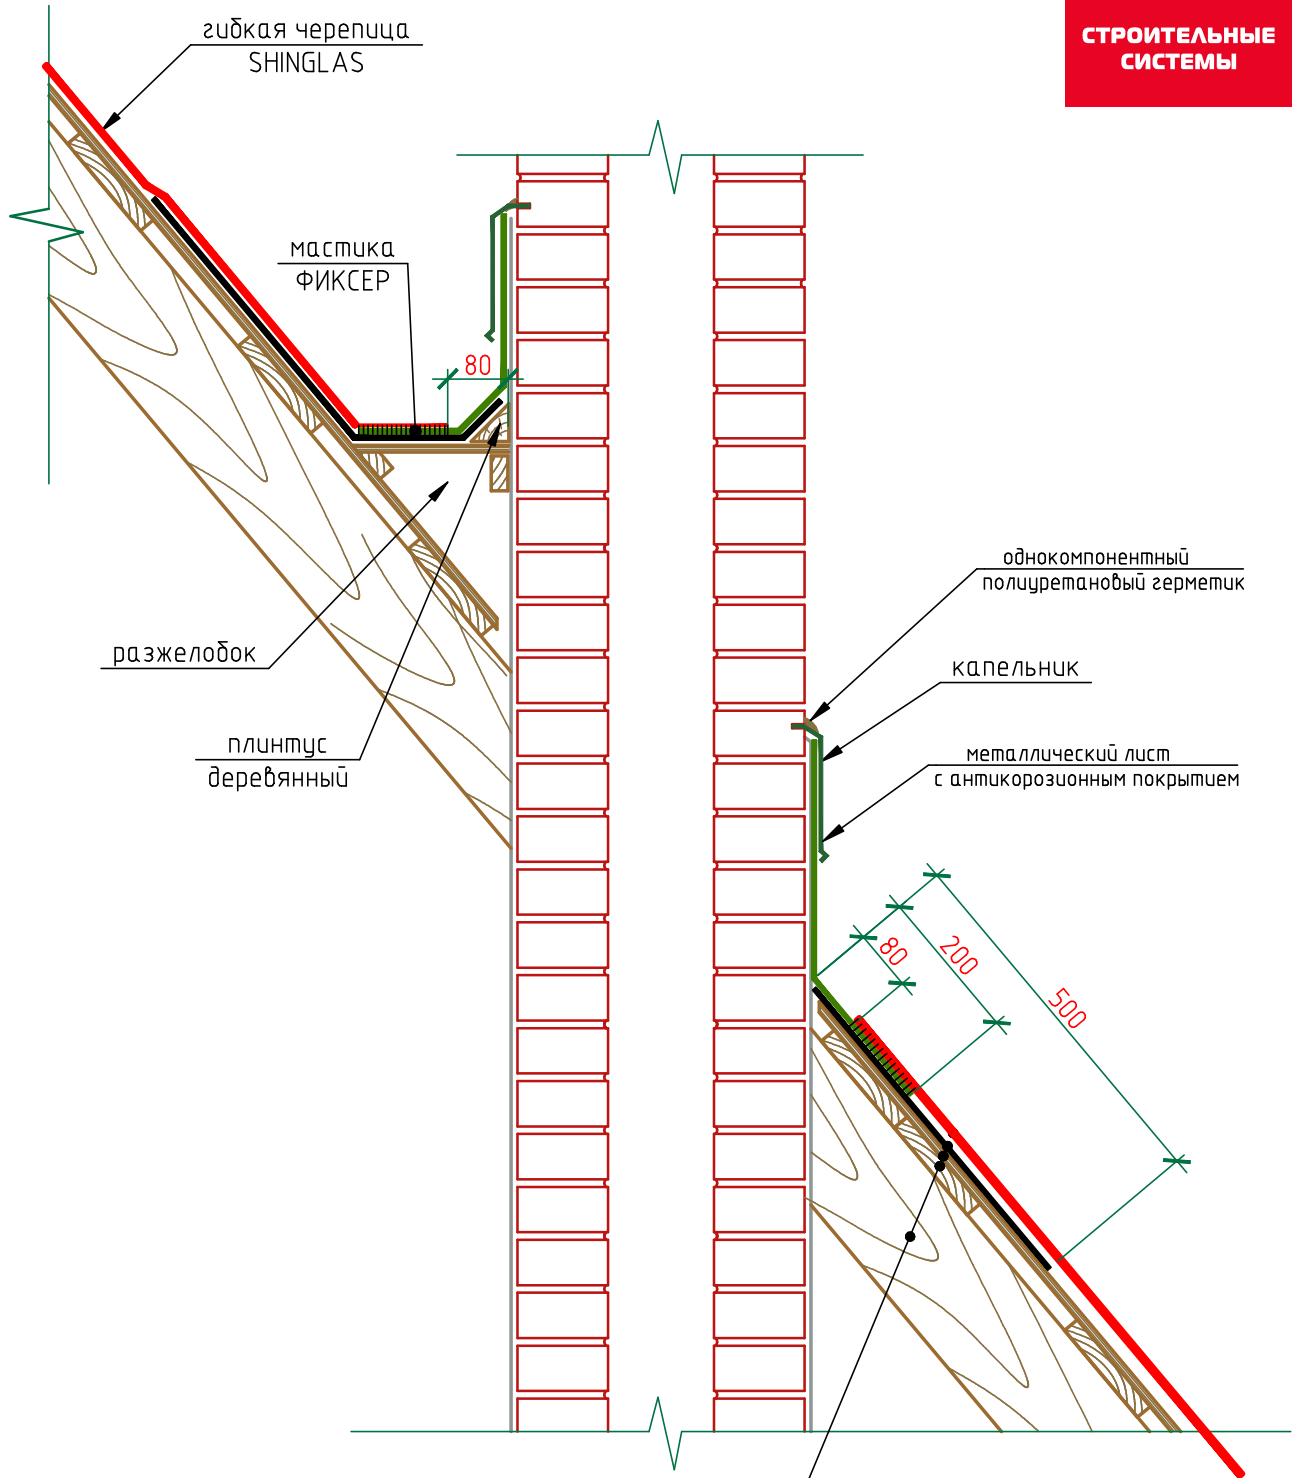 гибкая черепица
SHINGLAS
СТРОИТЕЛЬНЫЕ
СИСТЕМЫ
мастика
ФИКСЕР
80
однокомпонентный
полиуретановый герметик
разжелобок
капельник
плинтус
деревянный
металлический лист
с антикорозионным покрытием
80
200
500